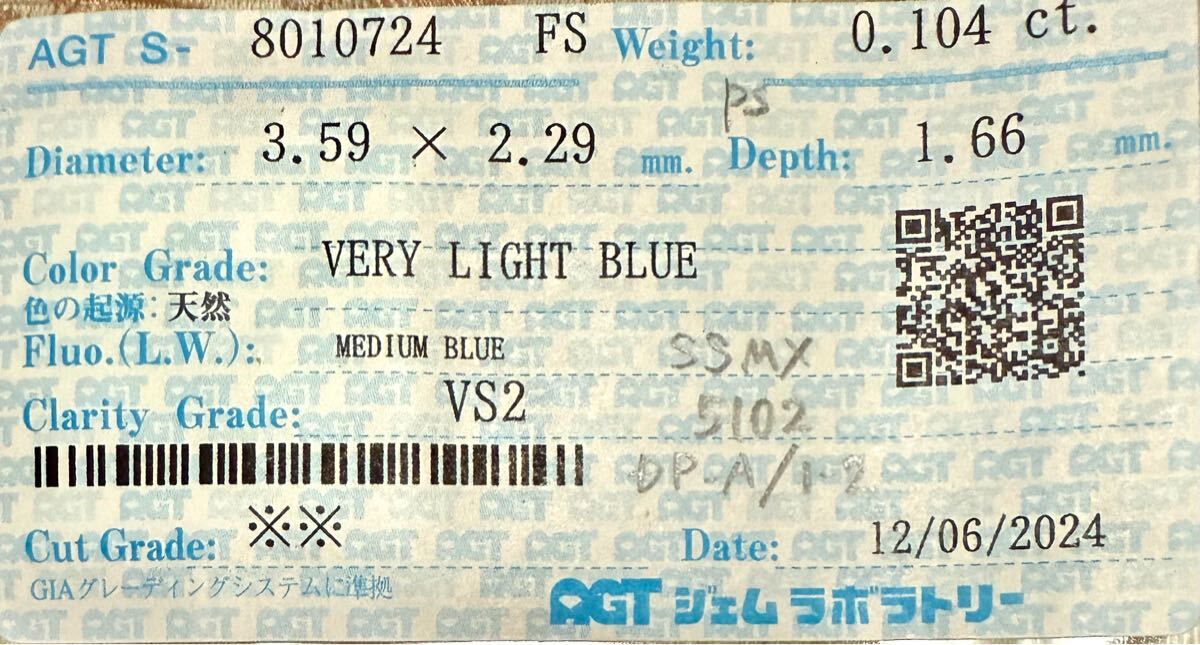 AGT S- 8010724 FS Weight: 0.104 ct.
PS
Diameter: 3.59 × 2.29 mm. Depth: 1.66 mm.
Color Grade: VERY LIGHT BLUE
色の起源: 天然
Fluo.(L.W.): MEDIUM BLUE
SSMX
Clarity Grade: VS2
5102
DP-A/1-2
Cut Grade: ※※ Date: 12/06/2024
GIAグレーディングシステムに準拠
AGT ジェム ラボラトリー